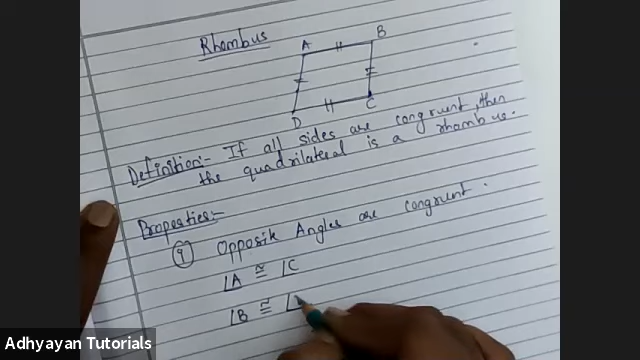 Rhombus
A
B
D
C
Definition:- If all sides are congruent, then
the quadrilateral is a rhombus.
Properties:-
Opposite Angles are congruent.
∠A ≅ ∠C
∠B ≅ ∠
Adhyayan Tutorials